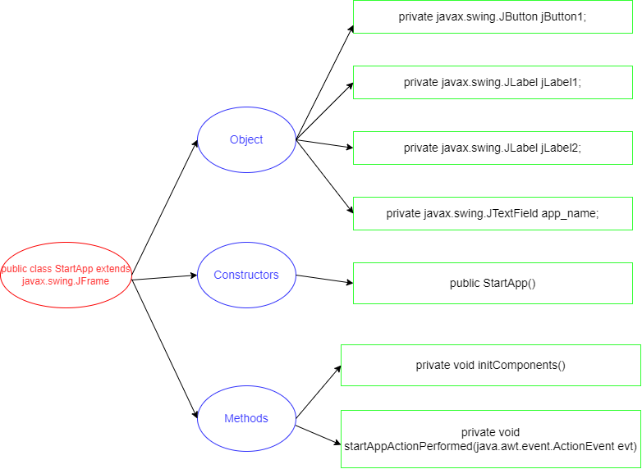 private javax.swing.JButton jButton1;
private javax.swing.JLabel jLabel1;
Object
private javax.swing.JLabel jLabel2;
private javax.swing.JTextField app_name;
public class StartApp extends
javax.swing.JFrame
Constructors
public StartApp()
private void initComponents()
Methods
private void
startAppActionPerformed(java.awt.event.ActionEvent evt)